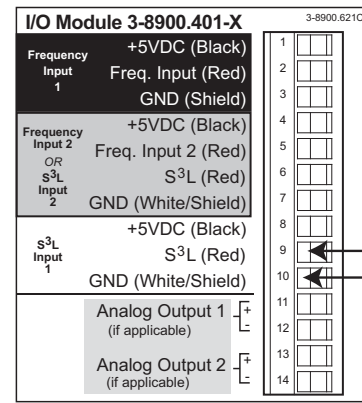 I/O Module 3-8900.401-X
3-8900.621C
Frequency
Input
1
+5VDC (Black)
Freq. Input (Red)
GND (Shield)
Frequency
Input 2
OR
S³L
Input
2
+5VDC (Black)
Freq. Input 2 (Red)
S³L (Red)
GND (White/Shield)
S³L
Input
1
+5VDC (Black)
S³L (Red)
GND (White/Shield)
Analog Output 1
(if applicable)
+
-
Analog Output 2
(if applicable)
+
-
1
2
3
4
5
6
7
8
9
10
11
12
13
14